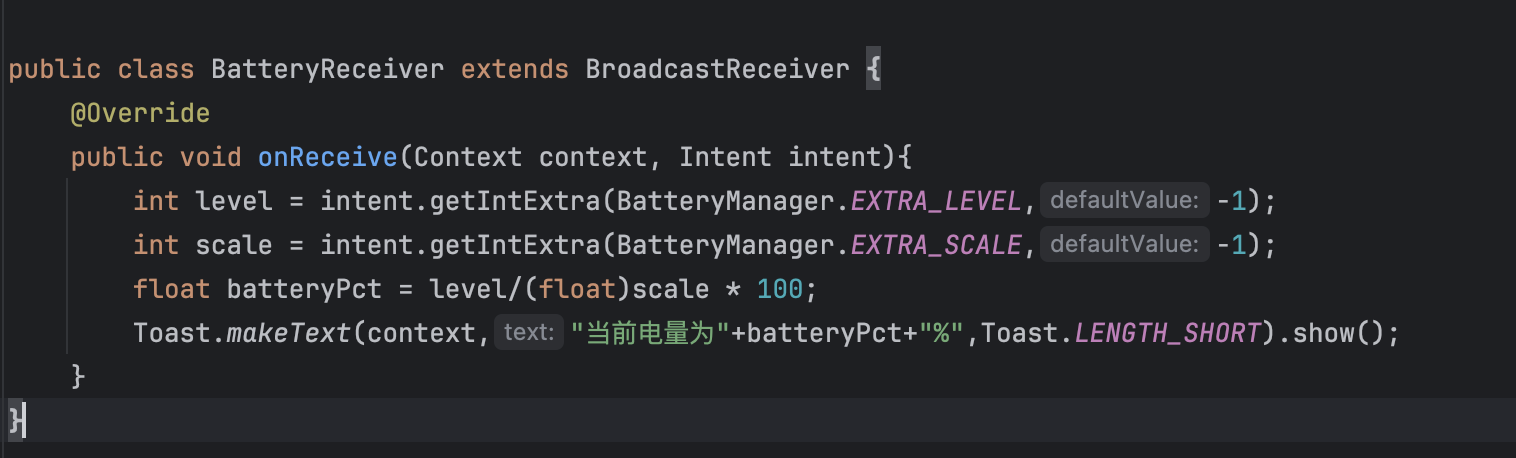 public class BatteryReceiver extends BroadcastReceiver {
@Override
public void onReceive(Context context, Intent intent){
int level = intent.getIntExtra(BatteryManager.EXTRA_LEVEL, defaultValue: -1);
int scale = intent.getIntExtra(BatteryManager.EXTRA_SCALE, defaultValue: -1);
float batteryPct = level/(float)scale * 100;
Toast.makeText(context, text: "当前电量为"+batteryPct+"%",Toast.LENGTH_SHORT).show();
}
}